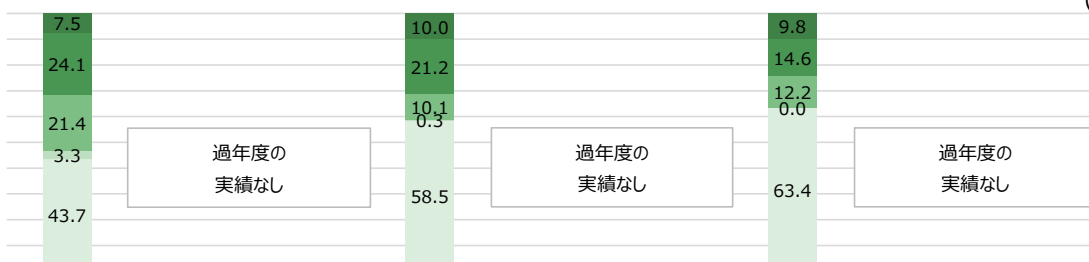 7.5
24.1
21.4
3.3
43.7
過年度の
実績なし
10.0
21.2
10.1
0.3
58.5
過年度の
実績なし
9.8
14.6
12.2
0.0
63.4
過年度の
実績なし